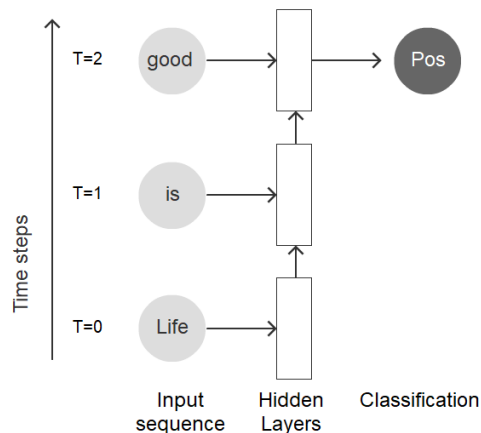 T=2
good
Pos
T=1
is
Time steps
T=0
Life
Input
sequence
Hidden
Layers
Classification